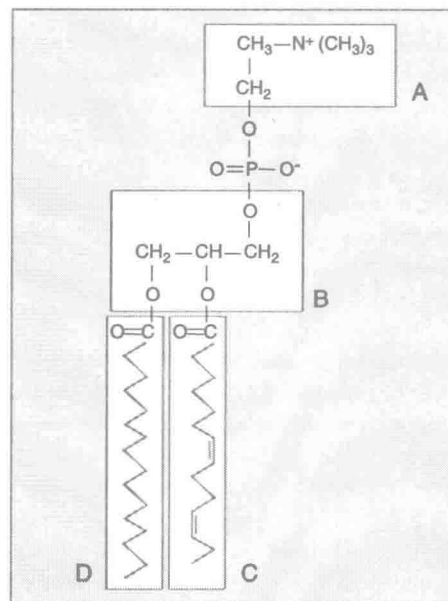 CH₃—N⁺(CH₃)₃
A
CH₂
O
O=P—O⁻
O
CH₂—CH—CH₂
O O
B
O=C O=C
D C